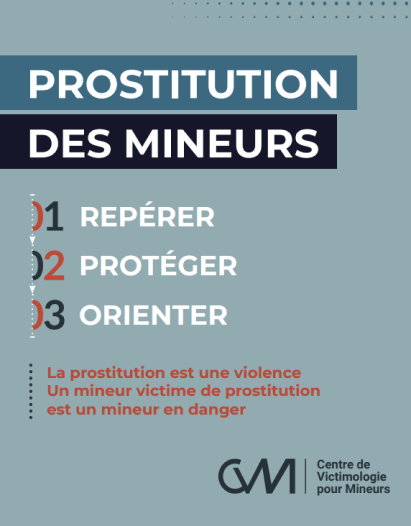 PROSTITUTION
DES MINEURS
01 REPÉRER
02 PROTÉGER
03 ORIENTER
La prostitution est une violence
Un mineur victime de prostitution
est un mineur en danger
CVM
Centre de
Victimologie
pour Mineurs